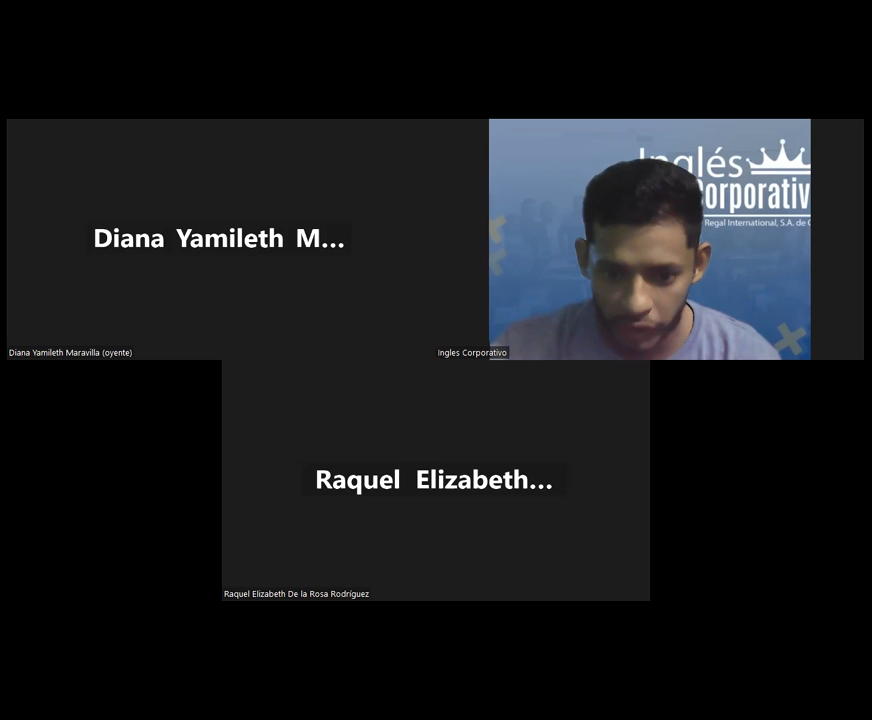 Diana Yamileth M...
Diana Yamileth Maravilla (oyente)
Inglés
orporativ
Regal International, S.A. de C
Ingles Corporativo
Raquel Elizabeth...
Raquel Elizabeth De la Rosa Rodríguez